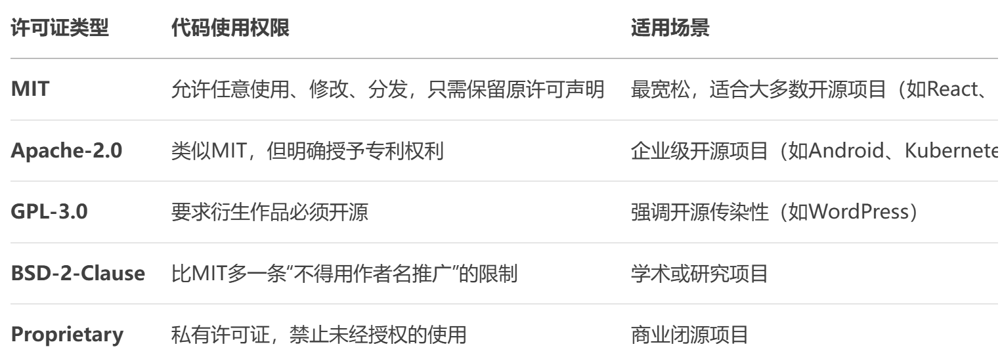 许可证类型 代码使用权限 适用场景
MIT 允许任意使用、修改、分发，只需保留原许可声明 最宽松，适合大多数开源项目（如React、
Apache-2.0 类似MIT，但明确授予专利权利 企业级开源项目（如Android、Kubernete
GPL-3.0 要求衍生作品必须开源 强调开源传染性（如WordPress）
BSD-2-Clause 比MIT多一条“不得用作者名推广”的限制 学术或研究项目
Proprietary 私有许可证，禁止未经授权的使用 商业闭源项目